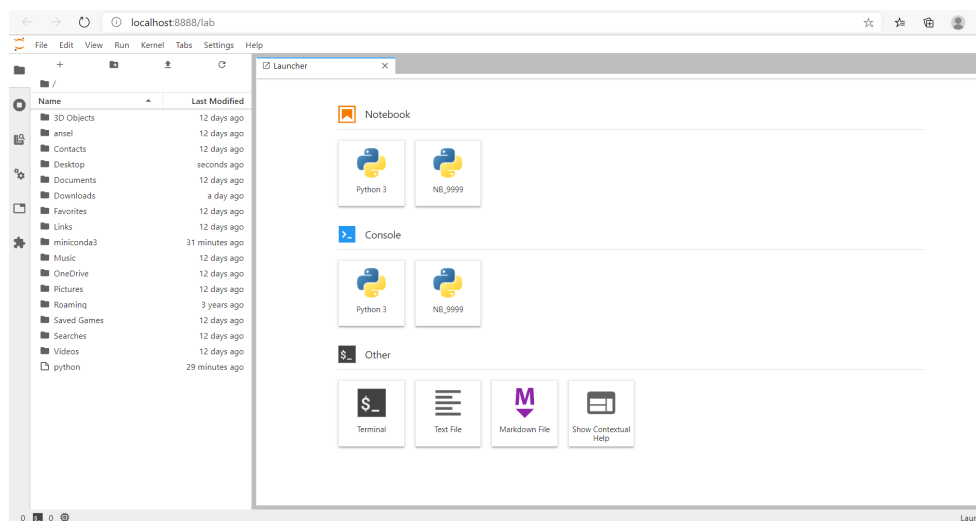 localhost:8888/lab
File Edit View Run Kernel Tabs Settings Help
Launcher
/
Name Last Modified
3D Objects 12 days ago
ansel 12 days ago
Contacts 12 days ago
Desktop seconds ago
Documents 12 days ago
Downloads a day ago
Favorites 12 days ago
Links 12 days ago
miniconda3 31 minutes ago
Music 12 days ago
OneDrive 12 days ago
Pictures 12 days ago
Roaming 3 years ago
Saved Games 12 days ago
Searches 12 days ago
Videos 12 days ago
python 29 minutes ago
Notebook
Python 3 NB_9999
Console
Python 3 NB_9999
$_ Other
$_ M
Terminal Text File Markdown File Show Contextual
Help
0 $_ 0 Laun